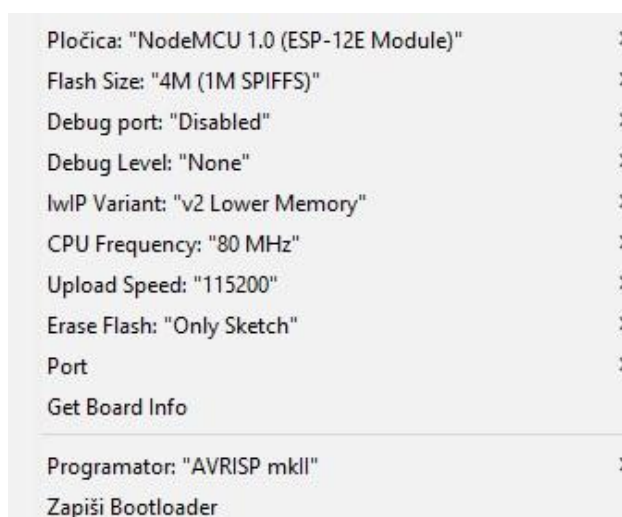 Pločica: "NodeMCU 1.0 (ESP-12E Module)"
Flash Size: "4M (1M SPIFFS)"
Debug port: "Disabled"
Debug Level: "None"
lwIP Variant: "v2 Lower Memory"
CPU Frequency: "80 MHz"
Upload Speed: "115200"
Erase Flash: "Only Sketch"
Port
Get Board Info
Programator: "AVRISP mkII"
Zapiši Bootloader